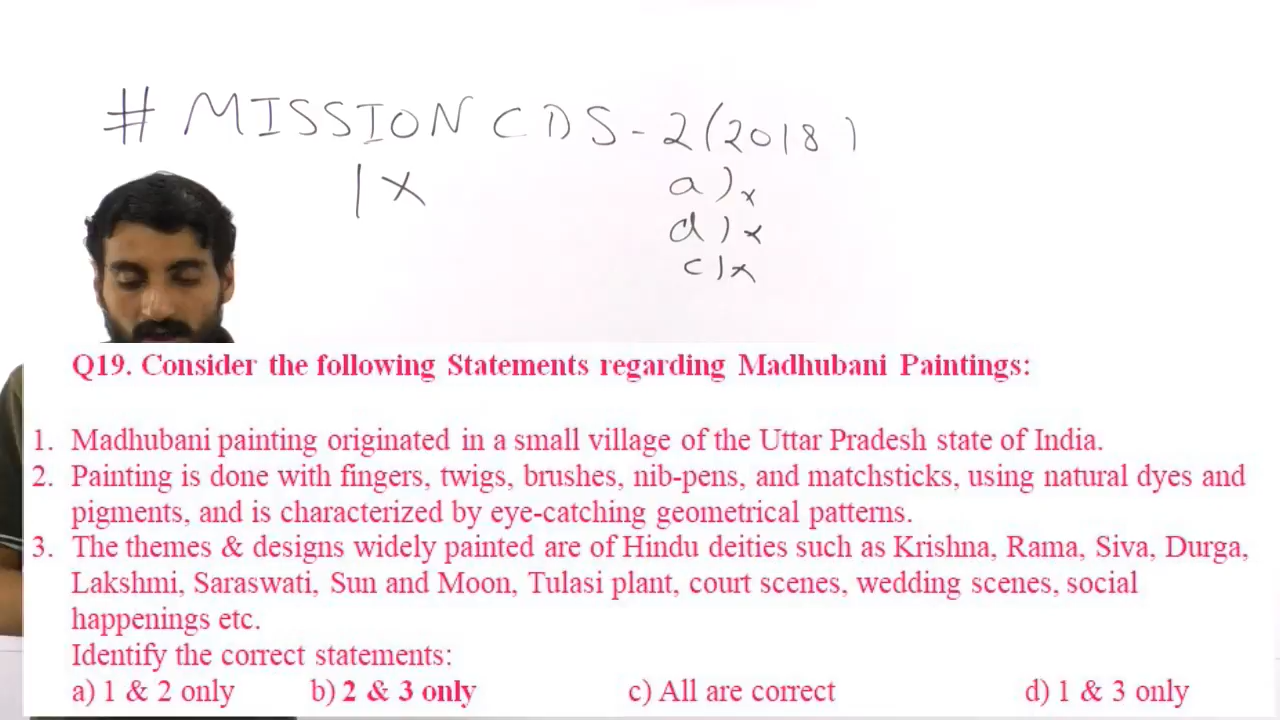 # MISSION CDS-2(2018)
1 x
a) x
d) x
c) x
Q19. Consider the following Statements regarding Madhubani Paintings:
1. Madhubani painting originated in a small village of the Uttar Pradesh state of India.
2. Painting is done with fingers, twigs, brushes, nib-pens, and matchsticks, using natural dyes and
pigments, and is characterized by eye-catching geometrical patterns.
3. The themes & designs widely painted are of Hindu deities such as Krishna, Rama, Siva, Durga,
Lakshmi, Saraswati, Sun and Moon, Tulasi plant, court scenes, wedding scenes, social
happenings etc.
Identify the correct statements:
a) 1 & 2 only b) 2 & 3 only c) All are correct d) 1 & 3 only